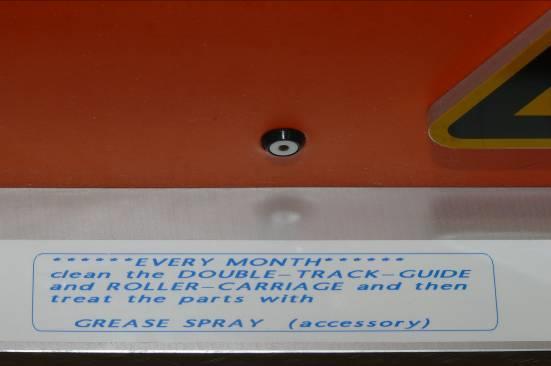 ******EVERY MONTH******
clean the DOUBLE-TRACK-GUIDE
and ROLLER-CARRIAGE and then
treat the parts with
GREASE SPRAY (accessory)